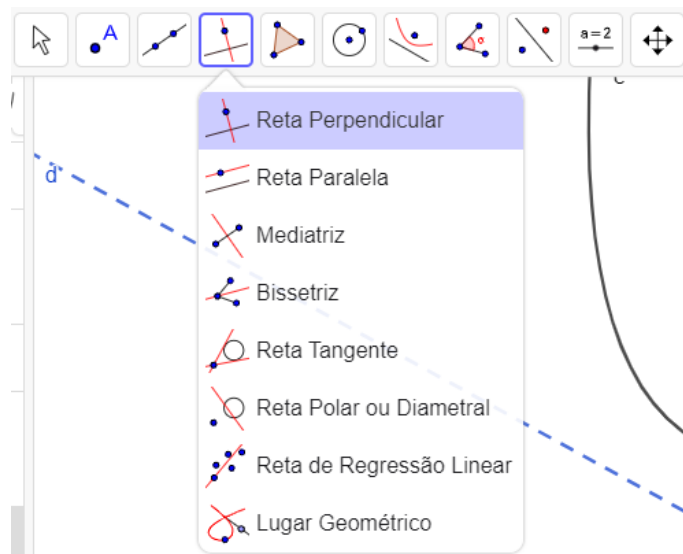 A
a=2
d
Reta Perpendicular
Reta Paralela
Mediatriz
Bissetriz
Reta Tangente
Reta Polar ou Diametral
Reta de Regressão Linear
Lugar Geométrico